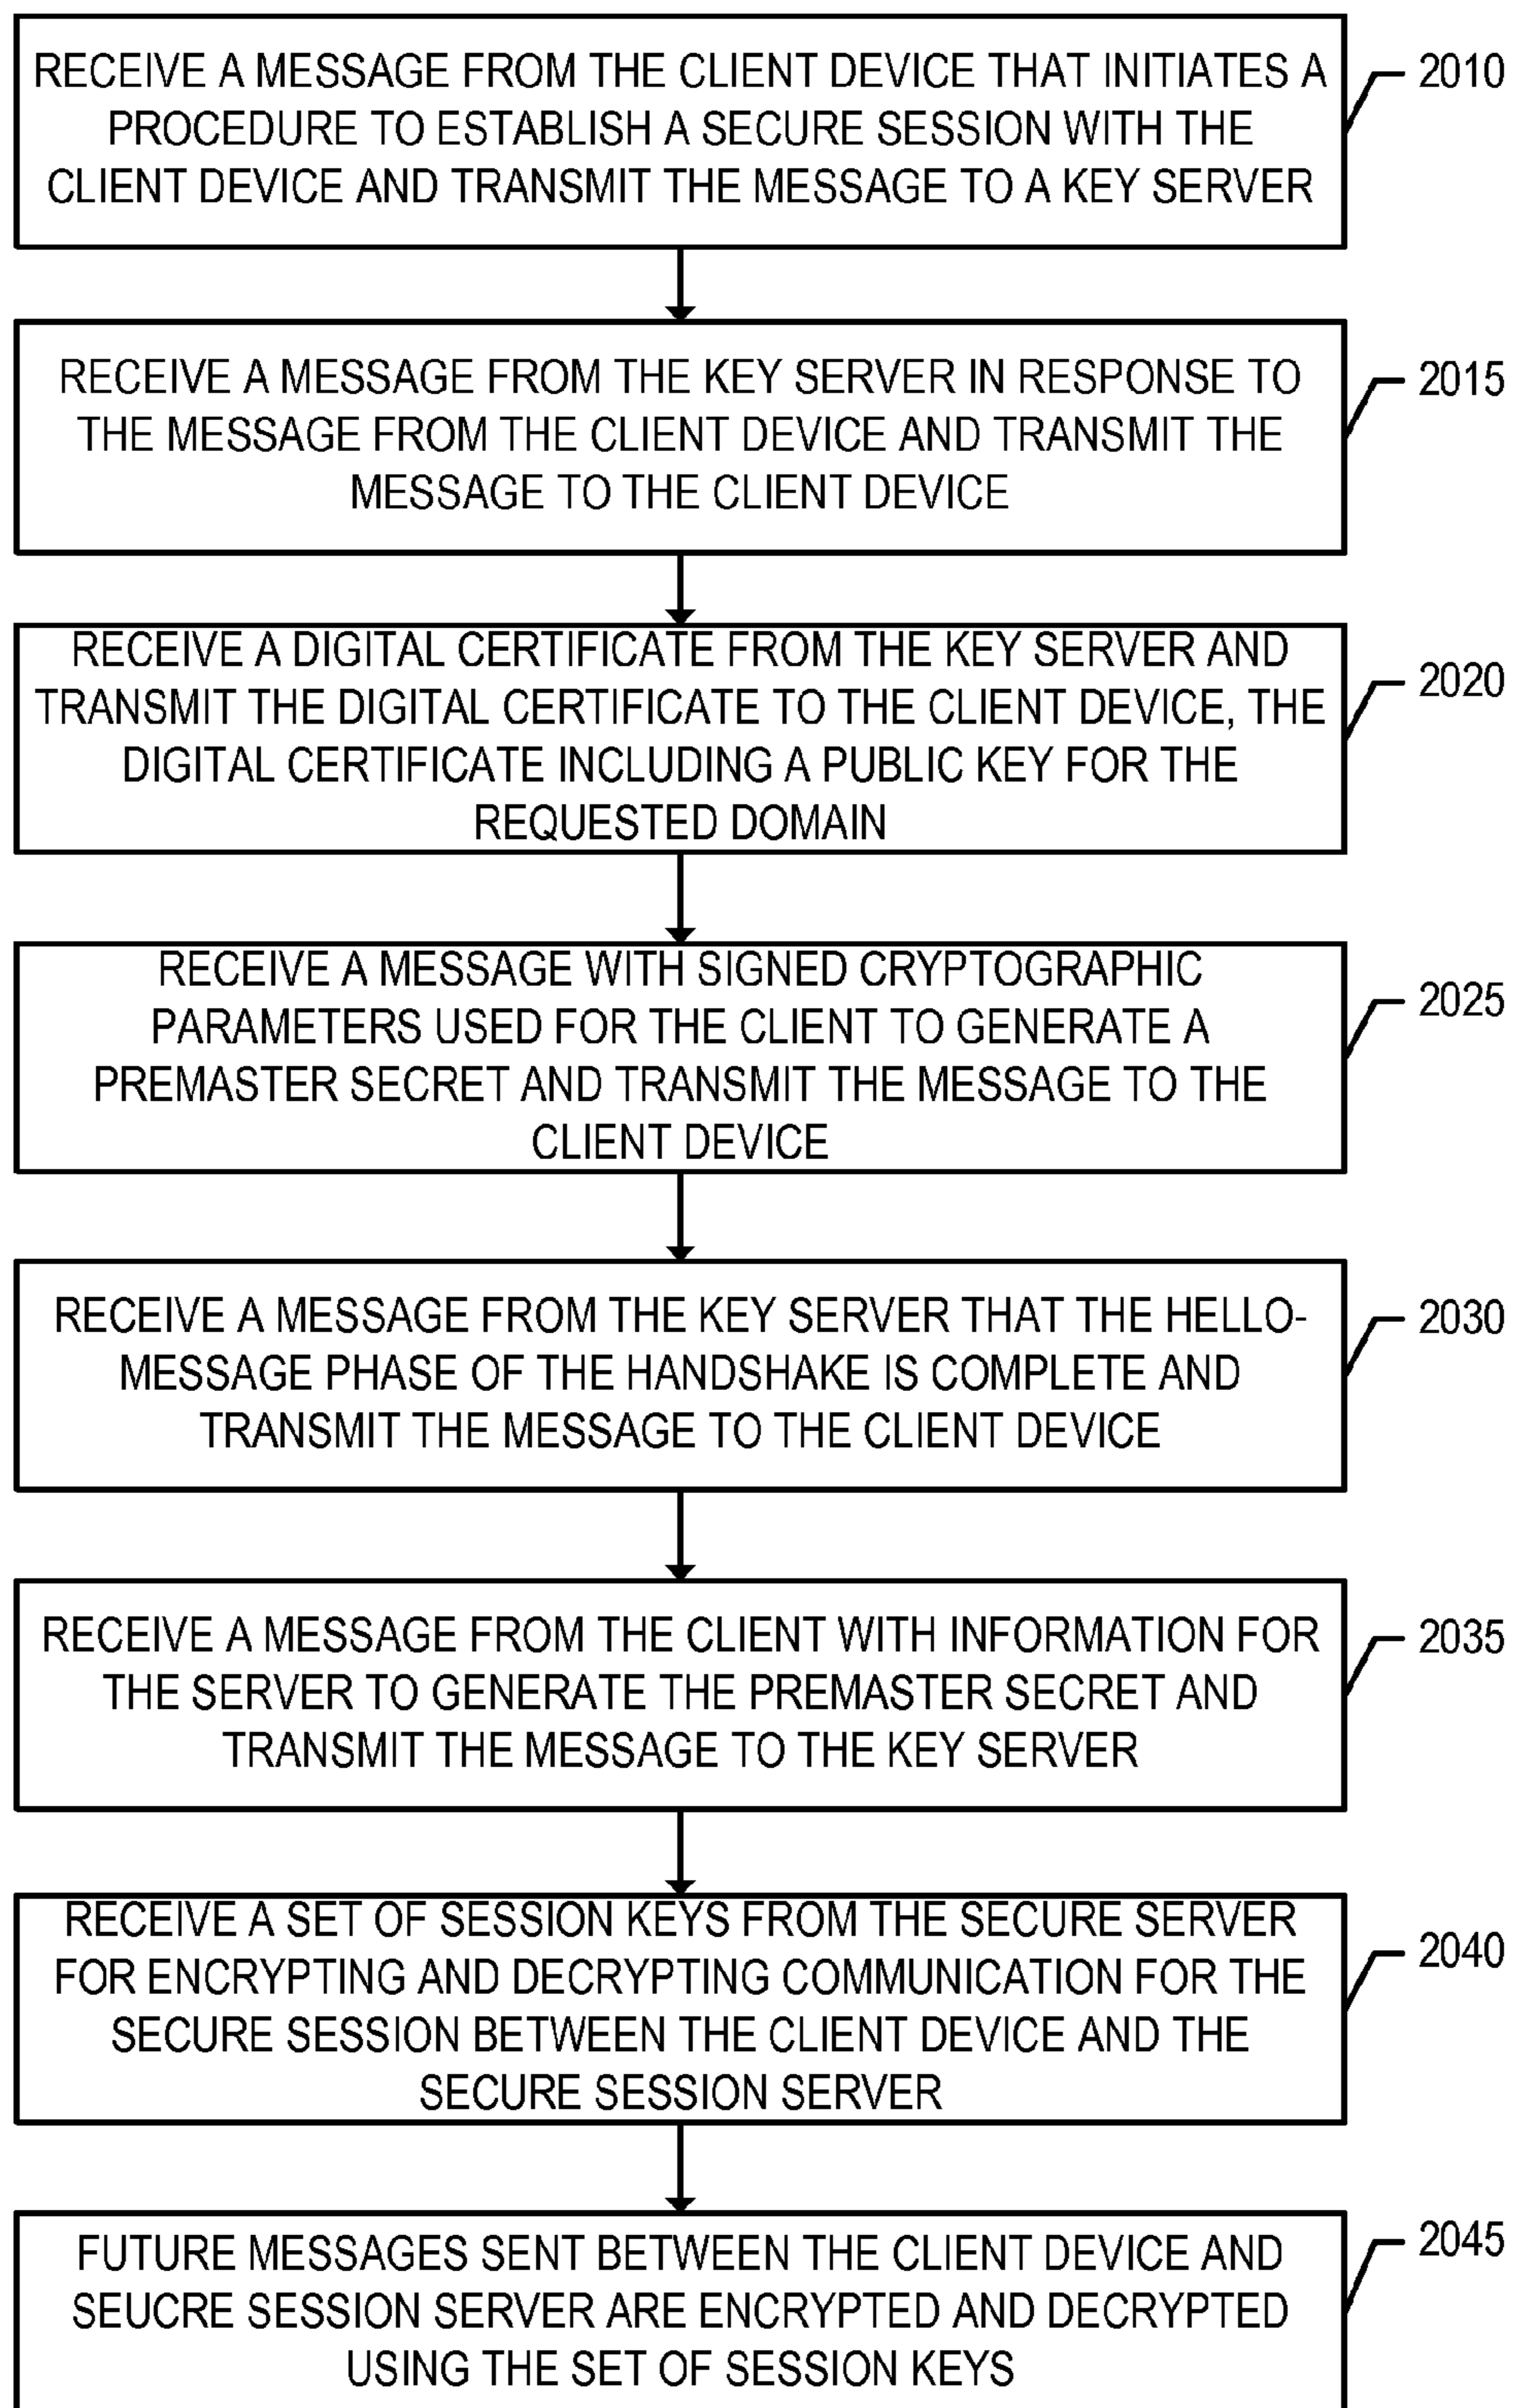 RECEIVE A MESSAGE FROM THE CLIENT DEVICE THAT INITIATES A
PROCEDURE TO ESTABLISH A SECURE SESSION WITH THE
CLIENT DEVICE AND TRANSMIT THE MESSAGE TO A KEY SERVER
2010
RECEIVE A MESSAGE FROM THE KEY SERVER IN RESPONSE TO
THE MESSAGE FROM THE CLIENT DEVICE AND TRANSMIT THE
MESSAGE TO THE CLIENT DEVICE
2015
RECEIVE A DIGITAL CERTIFICATE FROM THE KEY SERVER AND
TRANSMIT THE DIGITAL CERTIFICATE TO THE CLIENT DEVICE, THE
DIGITAL CERTIFICATE INCLUDING A PUBLIC KEY FOR THE
REQUESTED DOMAIN
2020
RECEIVE A MESSAGE WITH SIGNED CRYPTOGRAPHIC
PARAMETERS USED FOR THE CLIENT TO GENERATE A
PREMASTER SECRET AND TRANSMIT THE MESSAGE TO THE
CLIENT DEVICE
2025
RECEIVE A MESSAGE FROM THE KEY SERVER THAT THE HELLO-
MESSAGE PHASE OF THE HANDSHAKE IS COMPLETE AND
TRANSMIT THE MESSAGE TO THE CLIENT DEVICE
2030
RECEIVE A MESSAGE FROM THE CLIENT WITH INFORMATION FOR
THE SERVER TO GENERATE THE PREMASTER SECRET AND
TRANSMIT THE MESSAGE TO THE KEY SERVER
2035
RECEIVE A SET OF SESSION KEYS FROM THE SECURE SERVER
FOR ENCRYPTING AND DECRYPTING COMMUNICATION FOR THE
SECURE SESSION BETWEEN THE CLIENT DEVICE AND THE
SECURE SESSION SERVER
2040
FUTURE MESSAGES SENT BETWEEN THE CLIENT DEVICE AND
SEUCRE SESSION SERVER ARE ENCRYPTED AND DECRYPTED
USING THE SET OF SESSION KEYS
2045